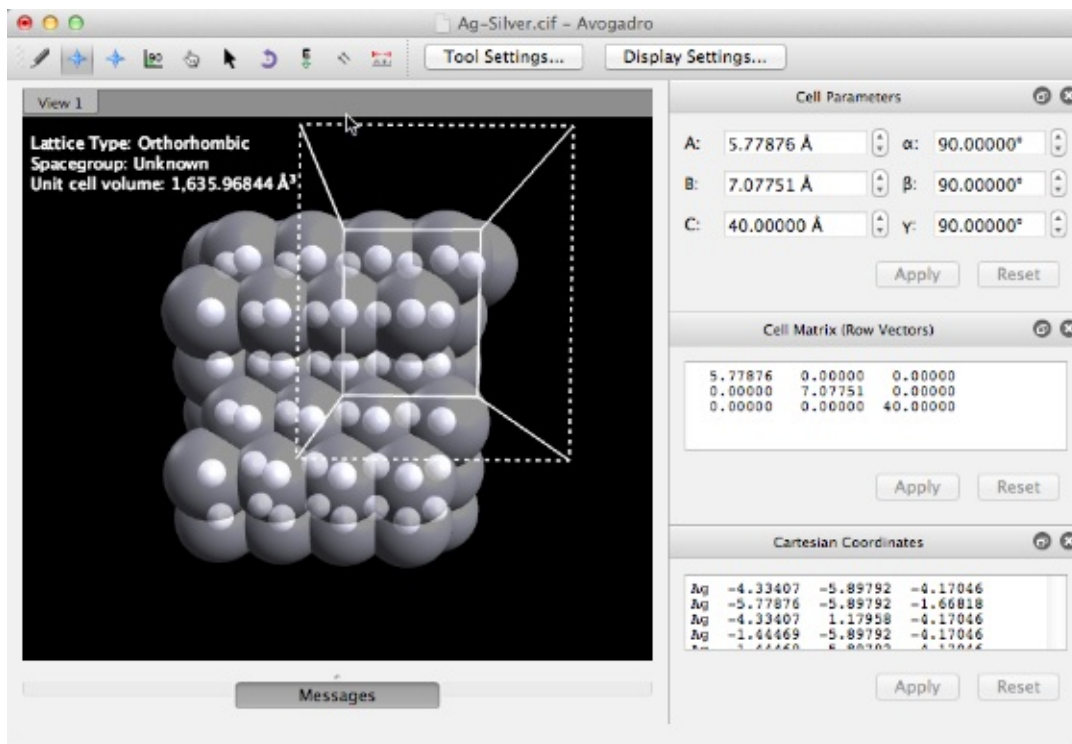 Ag-Silver.cif - Avogadro
Tool Settings... Display Settings...
View 1
Lattice Type: Orthorhombic
Spacegroup: Unknown
Unit cell volume: 1,635.96844 Å³
Cell Parameters
A: 5.77876 Å α: 90.00000°
B: 7.07751 Å β: 90.00000°
C: 40.00000 Å γ: 90.00000°
Apply Reset
Cell Matrix (Row Vectors)
5.77876 0.00000 0.00000
0.00000 7.07751 0.00000
0.00000 0.00000 40.00000
Apply Reset
Cartesian Coordinates
Ag -4.33407 -5.89792 -4.17046
Ag -5.77876 -5.89792 -1.66818
Ag -4.33407 1.17958 -4.17046
Ag -1.44469 -5.89792 -4.17046
Apply Reset
Messages